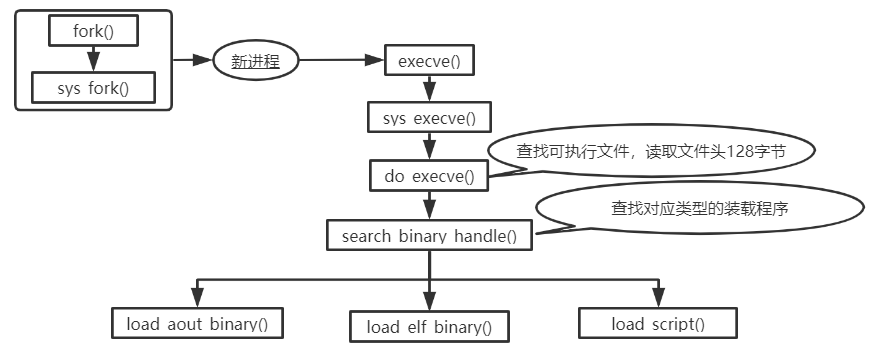 fork()
sys fork()
新进程
execve()
sys execve()
查找可执行文件，读取文件头128字节
do execve()
查找对应类型的装载程序
search binary handle()
load aout binary()
load elf binary()
load script()